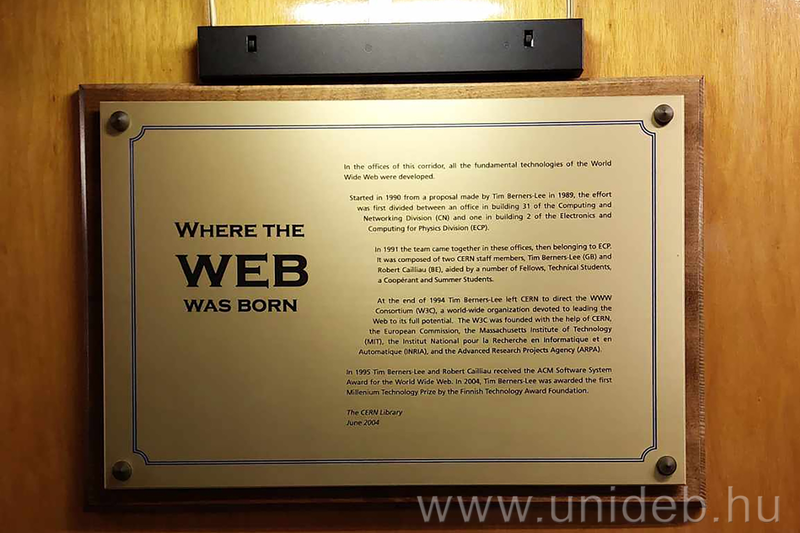 WHERE THE
WEB
WAS BORN
In the offices of this corridor, all the fundamental technologies of the World
Wide Web were developed.
Started in 1990 from a proposal made by Tim Berners-Lee in 1989, the effort
was first divided between an office in building 31 of the Computing and
Networking Division (CN) and one in building 2 of the Electronics and
Computing for Physics Division (ECP).
In 1991 the team came together in these offices, then belonging to ECP.
It was composed of two CERN staff members, Tim Berners-Lee (GB) and
Robert Cailliau (BE), aided by a number of Fellows, Technical Students,
a Coopérant and Summer Students.
At the end of 1994 Tim Berners-Lee left CERN to direct the WWW
Consortium (W3C), a world-wide organization devoted to leading the
Web to its full potential. The W3C was founded with the help of CERN,
the European Commission, the Massachusetts Institute of Technology
(MIT), the Institut National pour la Recherche en Informatique et en
Automatique (INRIA), and the Advanced Research Projects Agency (ARPA).
In 1995 Tim Berners-Lee and Robert Cailliau received the ACM Software System
Award for the World Wide Web. In 2004, Tim Berners-Lee was awarded the first
Millenium Technology Prize by the Finnish Technology Award Foundation.
The CERN Library
June 2004
www.unideb.hu